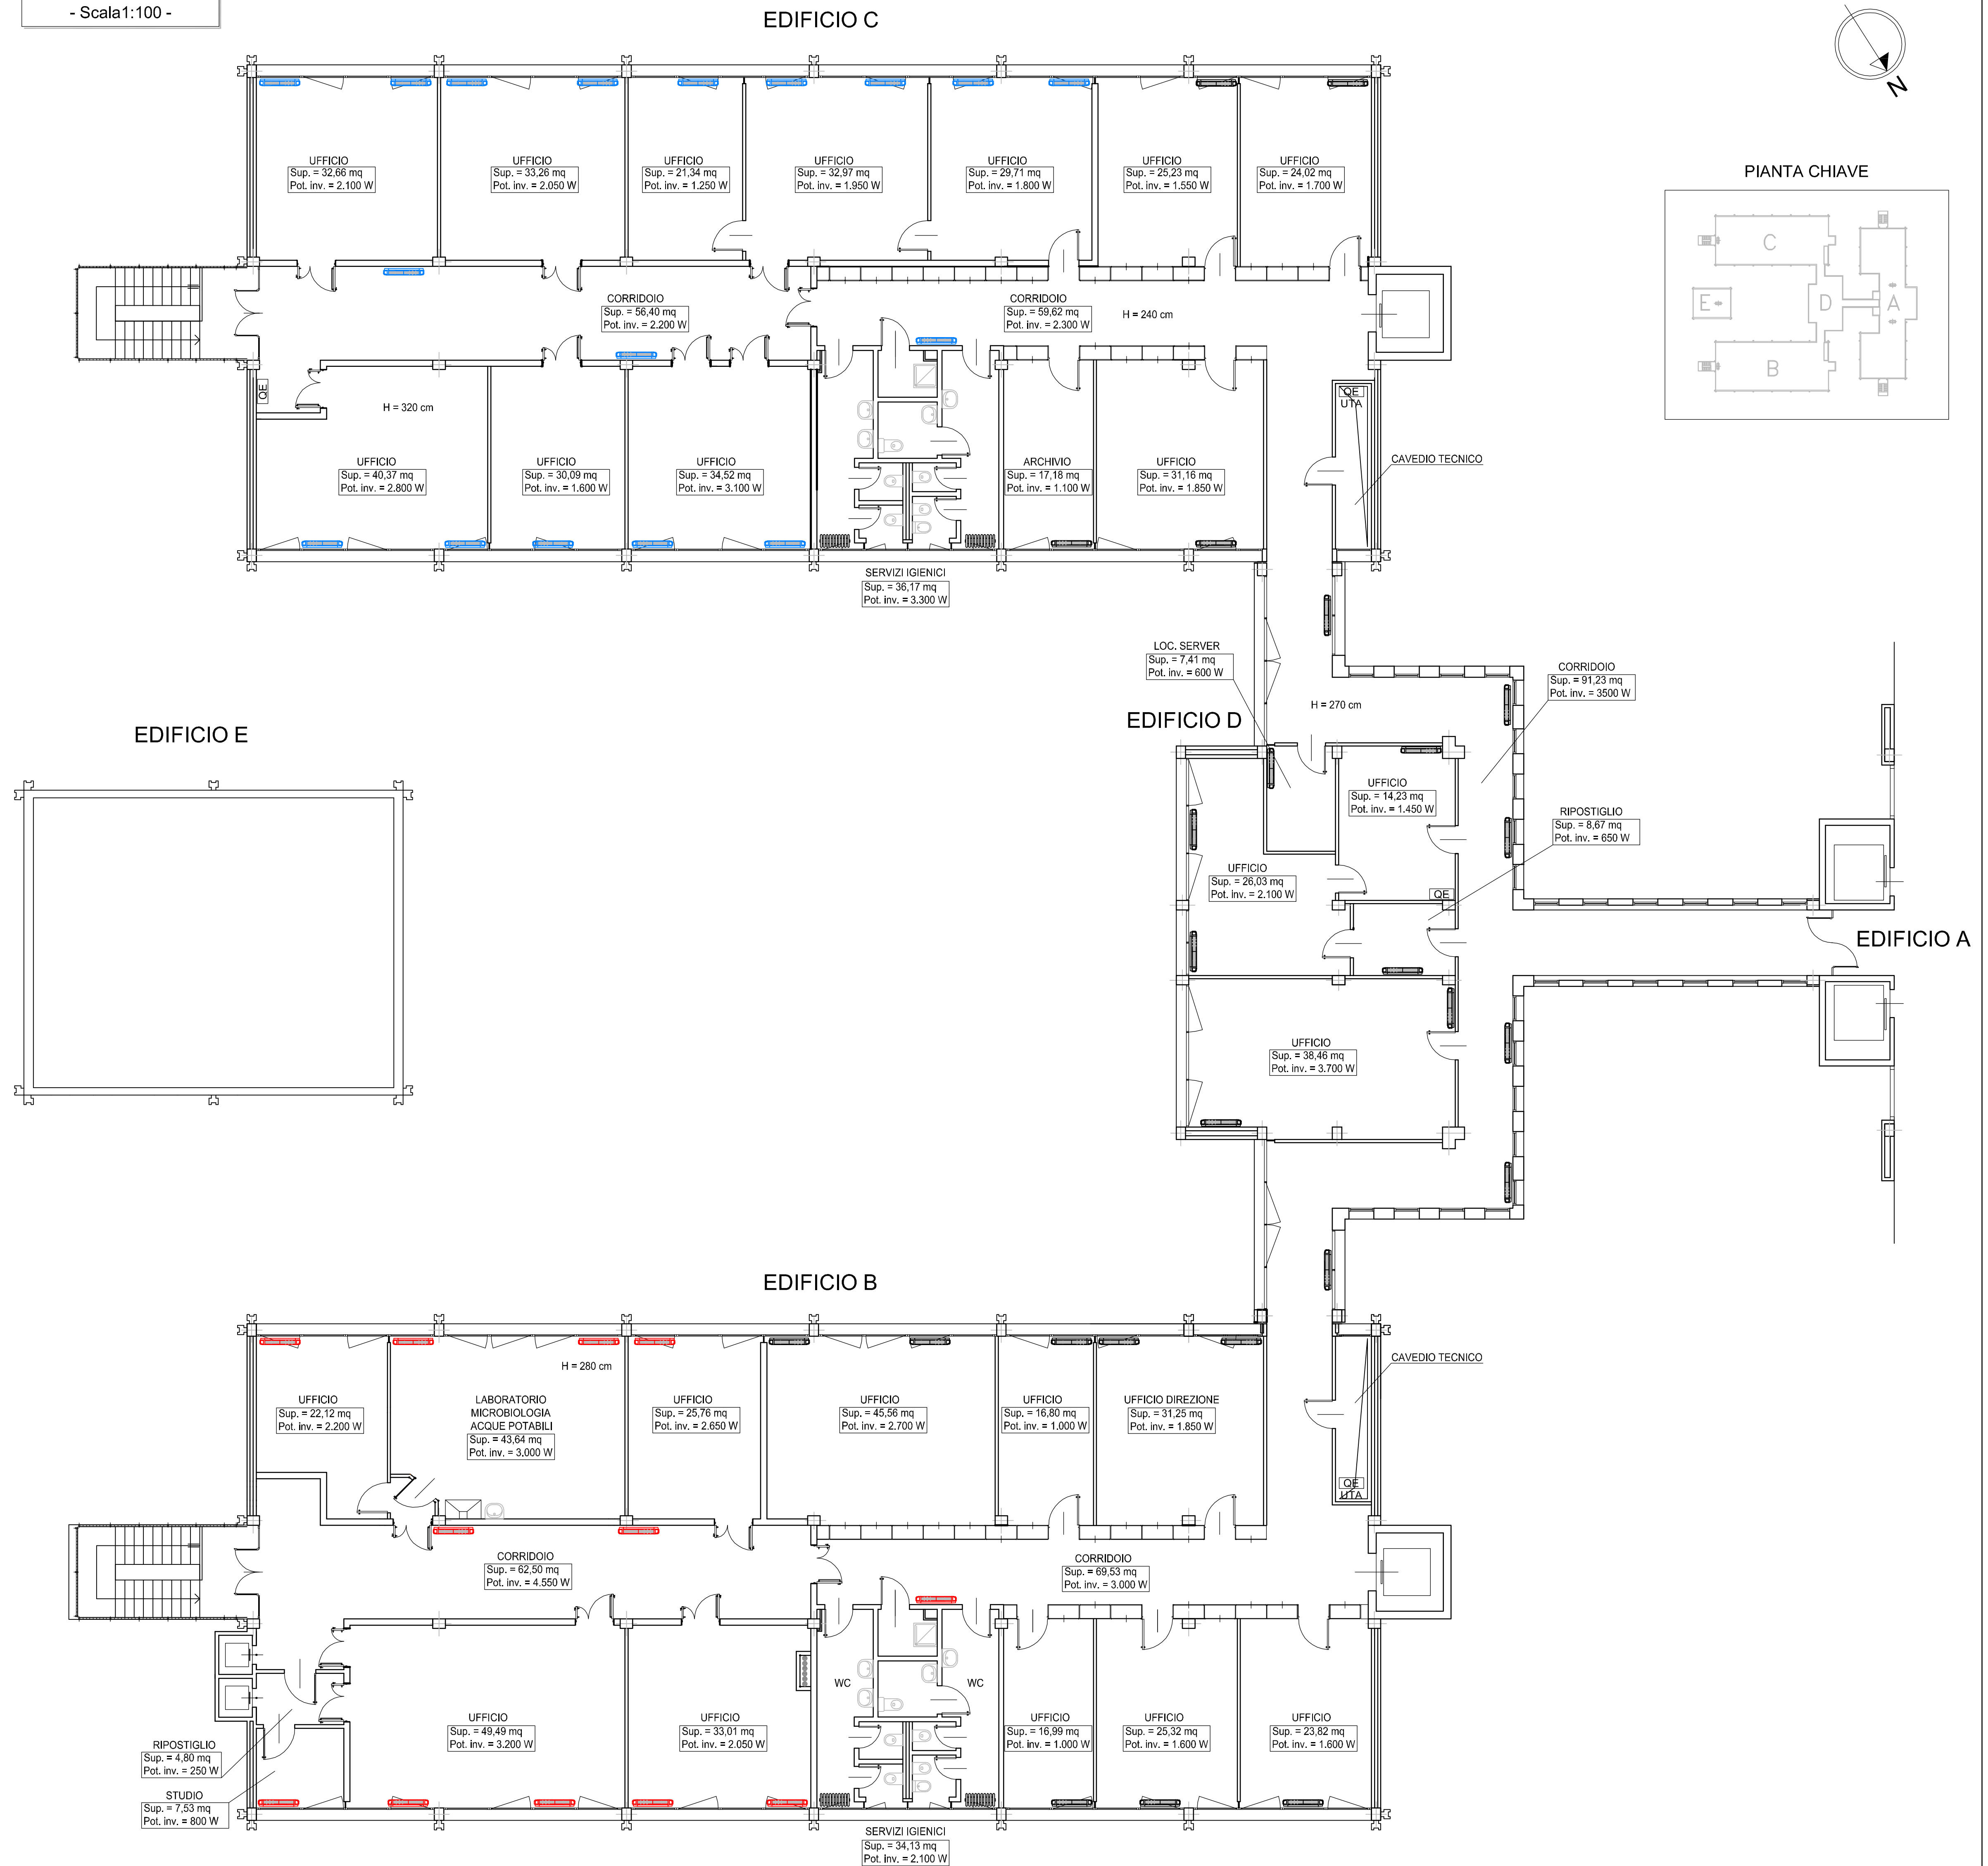 - Scala1:100 -
EDIFICIO C
N
PIANTA CHIAVE
C
E
D
A
B
UFFICIO
Sup. = 32,66 mq
Pot. inv. = 2.100 W
UFFICIO
Sup. = 33,26 mq
Pot. inv. = 2.050 W
UFFICIO
Sup. = 21,34 mq
Pot. inv. = 1.250 W
UFFICIO
Sup. = 32,97 mq
Pot. inv. = 1.950 W
UFFICIO
Sup. = 29,71 mq
Pot. inv. = 1.800 W
UFFICIO
Sup. = 25,23 mq
Pot. inv. = 1.550 W
UFFICIO
Sup. = 24,02 mq
Pot. inv. = 1.700 W
CORRIDOIO
Sup. = 56,40 mq
Pot. inv. = 2.200 W
CORRIDOIO
Sup. = 59,62 mq
Pot. inv. = 2.300 W
H = 240 cm
QE
H = 320 cm
QE
UTA
CAVEDIO TECNICO
UFFICIO
Sup. = 40,37 mq
Pot. inv. = 2.800 W
UFFICIO
Sup. = 30,09 mq
Pot. inv. = 1.600 W
UFFICIO
Sup. = 34,52 mq
Pot. inv. = 3.100 W
ARCHIVIO
Sup. = 17,18 mq
Pot. inv. = 1.100 W
UFFICIO
Sup. = 31,16 mq
Pot. inv. = 1.850 W
SERVIZI IGIENICI
Sup. = 36,17 mq
Pot. inv. = 3.300 W
LOC. SERVER
Sup. = 7,41 mq
Pot. inv. = 600 W
CORRIDOIO
Sup. = 91,23 mq
Pot. inv. = 3500 W
H = 270 cm
EDIFICIO D
EDIFICIO E
UFFICIO
Sup. = 14,23 mq
Pot. inv. = 1.450 W
RIPOSTIGLIO
Sup. = 8,67 mq
Pot. inv. = 650 W
UFFICIO
Sup. = 26,03 mq
Pot. inv. = 2.100 W
QE
EDIFICIO A
UFFICIO
Sup. = 38,46 mq
Pot. inv. = 3.700 W
EDIFICIO B
H = 280 cm
CAVEDIO TECNICO
UFFICIO
Sup. = 22,12 mq
Pot. inv. = 2.200 W
LABORATORIO
MICROBIOLOGIA
ACQUE POTABILI
Sup. = 43,64 mq
Pot. inv. = 3.000 W
UFFICIO
Sup. = 25,76 mq
Pot. inv. = 2.650 W
UFFICIO
Sup. = 45,56 mq
Pot. inv. = 2.700 W
UFFICIO
Sup. = 16,80 mq
Pot. inv. = 1.000 W
UFFICIO DIREZIONE
Sup. = 31,25 mq
Pot. inv. = 1.850 W
QE
UTA
CORRIDOIO
Sup. = 62,50 mq
Pot. inv. = 4.550 W
CORRIDOIO
Sup. = 69,53 mq
Pot. inv. = 3.000 W
WC
WC
UFFICIO
Sup. = 49,49 mq
Pot. inv. = 3.200 W
UFFICIO
Sup. = 33,01 mq
Pot. inv. = 2.050 W
UFFICIO
Sup. = 16,99 mq
Pot. inv. = 1.000 W
UFFICIO
Sup. = 25,32 mq
Pot. inv. = 1.600 W
UFFICIO
Sup. = 23,82 mq
Pot. inv. = 1.600 W
RIPOSTIGLIO
Sup. = 4,80 mq
Pot. inv. = 250 W
STUDIO
Sup. = 7,53 mq
Pot. inv. = 800 W
SERVIZI IGIENICI
Sup. = 34,13 mq
Pot. inv. = 2.100 W